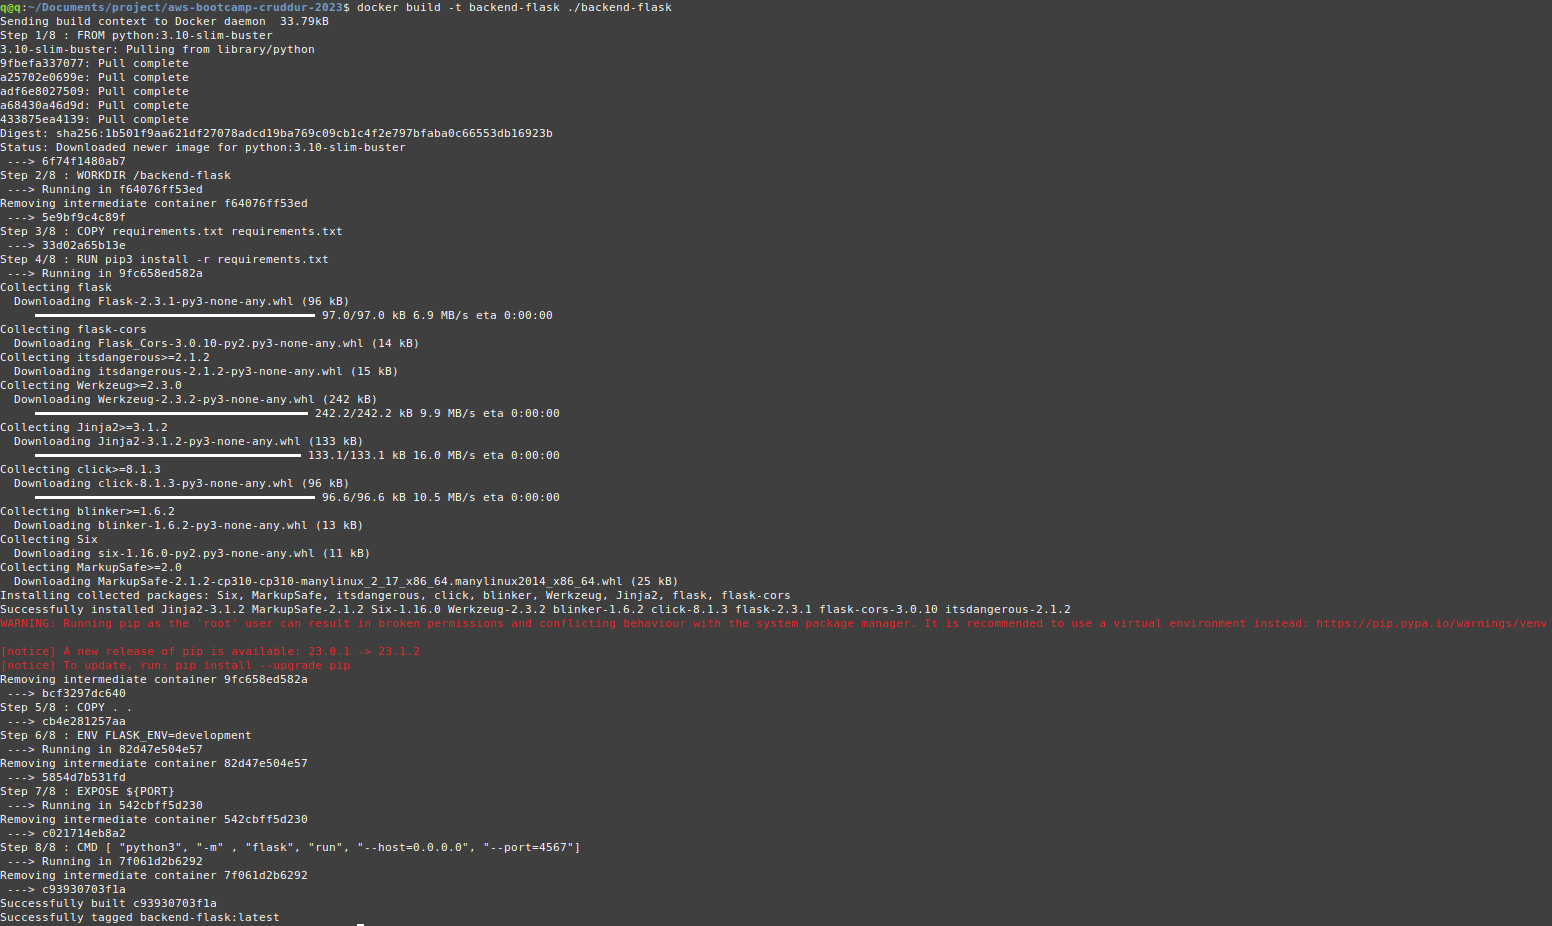 q@q:~/Documents/project/aws-bootcamp-cruddur-2023$ docker build -t backend-flask ./backend-flask
Sending build context to Docker daemon  33.79kB
Step 1/8 : FROM python:3.10-slim-buster
3.10-slim-buster: Pulling from library/python
9fbefa337077: Pull complete
a25702e0699e: Pull complete
adf6e8027509: Pull complete
a68430a46d9d: Pull complete
433875ea4139: Pull complete
Digest: sha256:1b501f9aa621df27078adcd19ba769c09cb1c4f2e797bfaba0c66553db16923b
Status: Downloaded newer image for python:3.10-slim-buster
 ---> 6f74f1480ab7
Step 2/8 : WORKDIR /backend-flask
 ---> Running in f64076ff53ed
Removing intermediate container f64076ff53ed
 ---> 5e9bf9c4c89f
Step 3/8 : COPY requirements.txt requirements.txt
 ---> 33d02a65b13e
Step 4/8 : RUN pip3 install -r requirements.txt
 ---> Running in 9fc658ed582a
Collecting flask
  Downloading Flask-2.3.1-py3-none-any.whl (96 kB)
97.0/97.0 kB 6.9 MB/s eta 0:00:00
Collecting flask-cors
  Downloading Flask_Cors-3.0.10-py2.py3-none-any.whl (14 kB)
Collecting itsdangerous>=2.1.2
  Downloading itsdangerous-2.1.2-py3-none-any.whl (15 kB)
Collecting Werkzeug>=2.3.0
  Downloading Werkzeug-2.3.2-py3-none-any.whl (242 kB)
242.2/242.2 kB 9.9 MB/s eta 0:00:00
Collecting Jinja2>=3.1.2
  Downloading Jinja2-3.1.2-py3-none-any.whl (133 kB)
133.1/133.1 kB 16.0 MB/s eta 0:00:00
Collecting click>=8.1.3
  Downloading click-8.1.3-py3-none-any.whl (96 kB)
96.6/96.6 kB 10.5 MB/s eta 0:00:00
Collecting blinker>=1.6.2
  Downloading blinker-1.6.2-py3-none-any.whl (13 kB)
Collecting Six
  Downloading six-1.16.0-py2.py3-none-any.whl (11 kB)
Collecting MarkupSafe>=2.0
  Downloading MarkupSafe-2.1.2-cp310-cp310-manylinux_2_17_x86_64.manylinux2014_x86_64.whl (25 kB)
Installing collected packages: Six, MarkupSafe, itsdangerous, click, blinker, Werkzeug, Jinja2, flask, flask-cors
Successfully installed Jinja2-3.1.2 MarkupSafe-2.1.2 Six-1.16.0 Werkzeug-2.3.2 blinker-1.6.2 click-8.1.3 flask-2.3.1 flask-cors-3.0.10 itsdangerous-2.1.2
WARNING: Running pip as the 'root' user can result in broken permissions and conflicting behaviour with the system package manager. It is recommended to use a virtual environment instead: https://pip.pypa.io/warnings/venv
[notice] A new release of pip is available: 23.0.1 -> 23.1.2
[notice] To update, run: pip install --upgrade pip
Removing intermediate container 9fc658ed582a
 ---> bcf3297dc640
Step 5/8 : COPY . .
 ---> cb4e281257aa
Step 6/8 : ENV FLASK_ENV=development
 ---> Running in 82d47e504e57
Removing intermediate container 82d47e504e57
 ---> 5854d7b531fd
Step 7/8 : EXPOSE ${PORT}
 ---> Running in 542cbff5d230
Removing intermediate container 542cbff5d230
 ---> c021714eb8a2
Step 8/8 : CMD [ "python3", "-m" , "flask", "run", "--host=0.0.0.0", "--port=4567"]
 ---> Running in 7f061d2b6292
Removing intermediate container 7f061d2b6292
 ---> c93930703f1a
Successfully built c93930703f1a
Successfully tagged backend-flask:latest